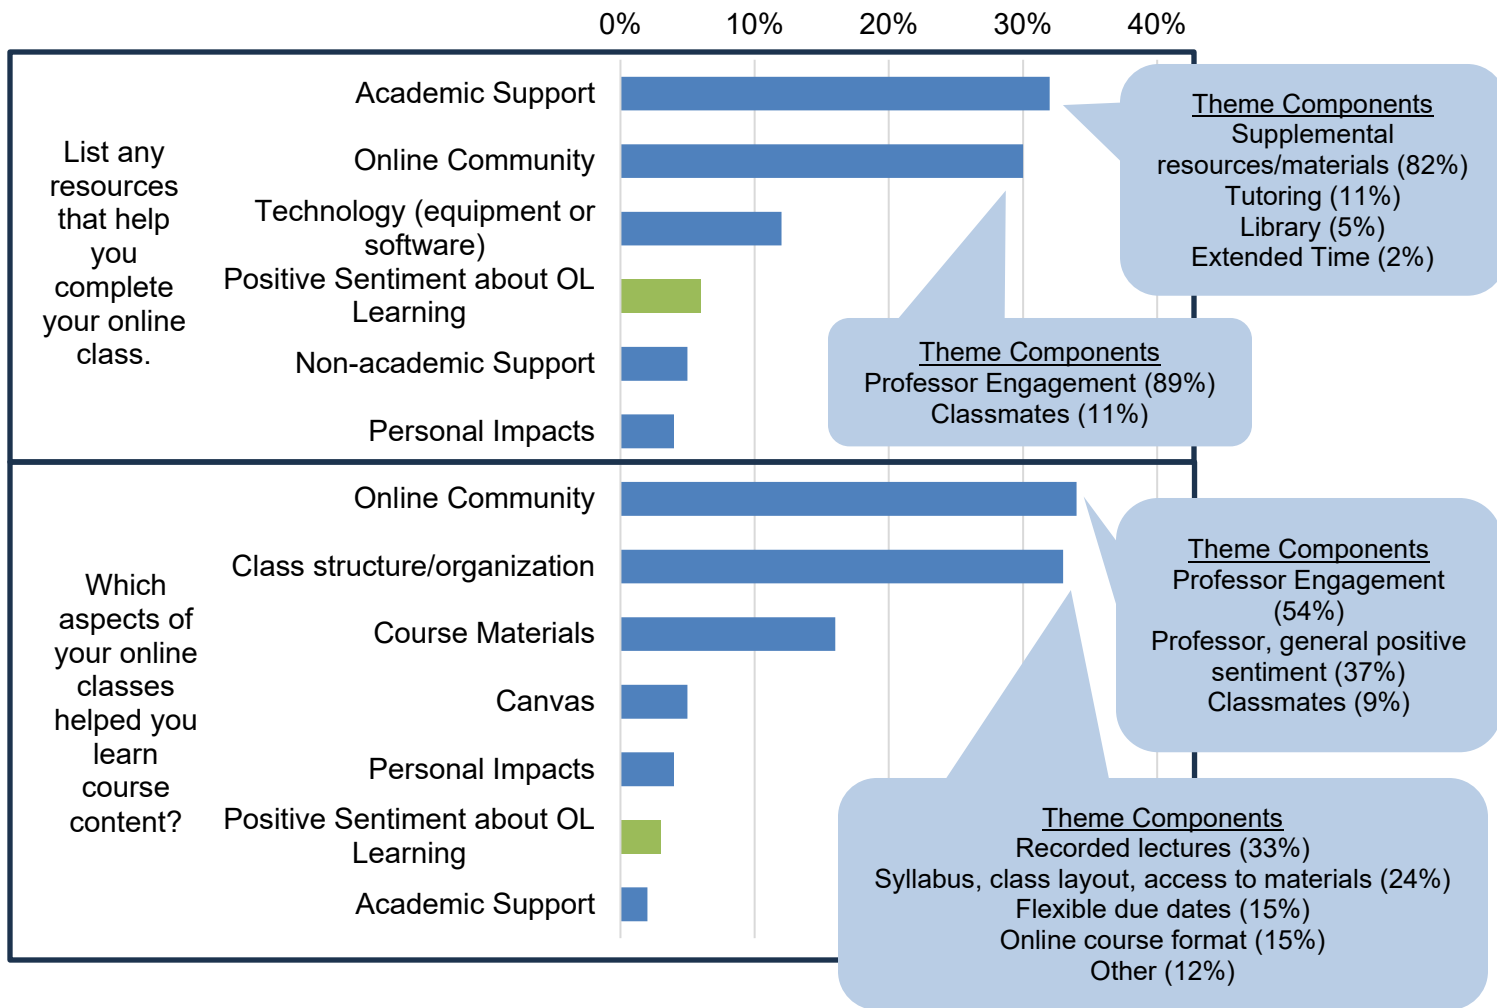 0% 10% 20% 30% 40%
List any
resources
that help
you
complete
your online
class.
Academic Support
Online Community
Technology (equipment or
software)
Positive Sentiment about OL
Learning
Non-academic Support
Personal Impacts
Theme Components
Supplemental
resources/materials (82%)
Tutoring (11%)
Library (5%)
Extended Time (2%)
Theme Components
Professor Engagement (89%)
Classmates (11%)
Which
aspects of
your online
classes
helped you
learn
course
content?
Online Community
Class structure/organization
Course Materials
Canvas
Personal Impacts
Positive Sentiment about OL
Learning
Academic Support
Theme Components
Professor Engagement
(54%)
Professor, general positive
sentiment (37%)
Classmates (9%)
Theme Components
Recorded lectures (33%)
Syllabus, class layout, access to materials (24%)
Flexible due dates (15%)
Online course format (15%)
Other (12%)